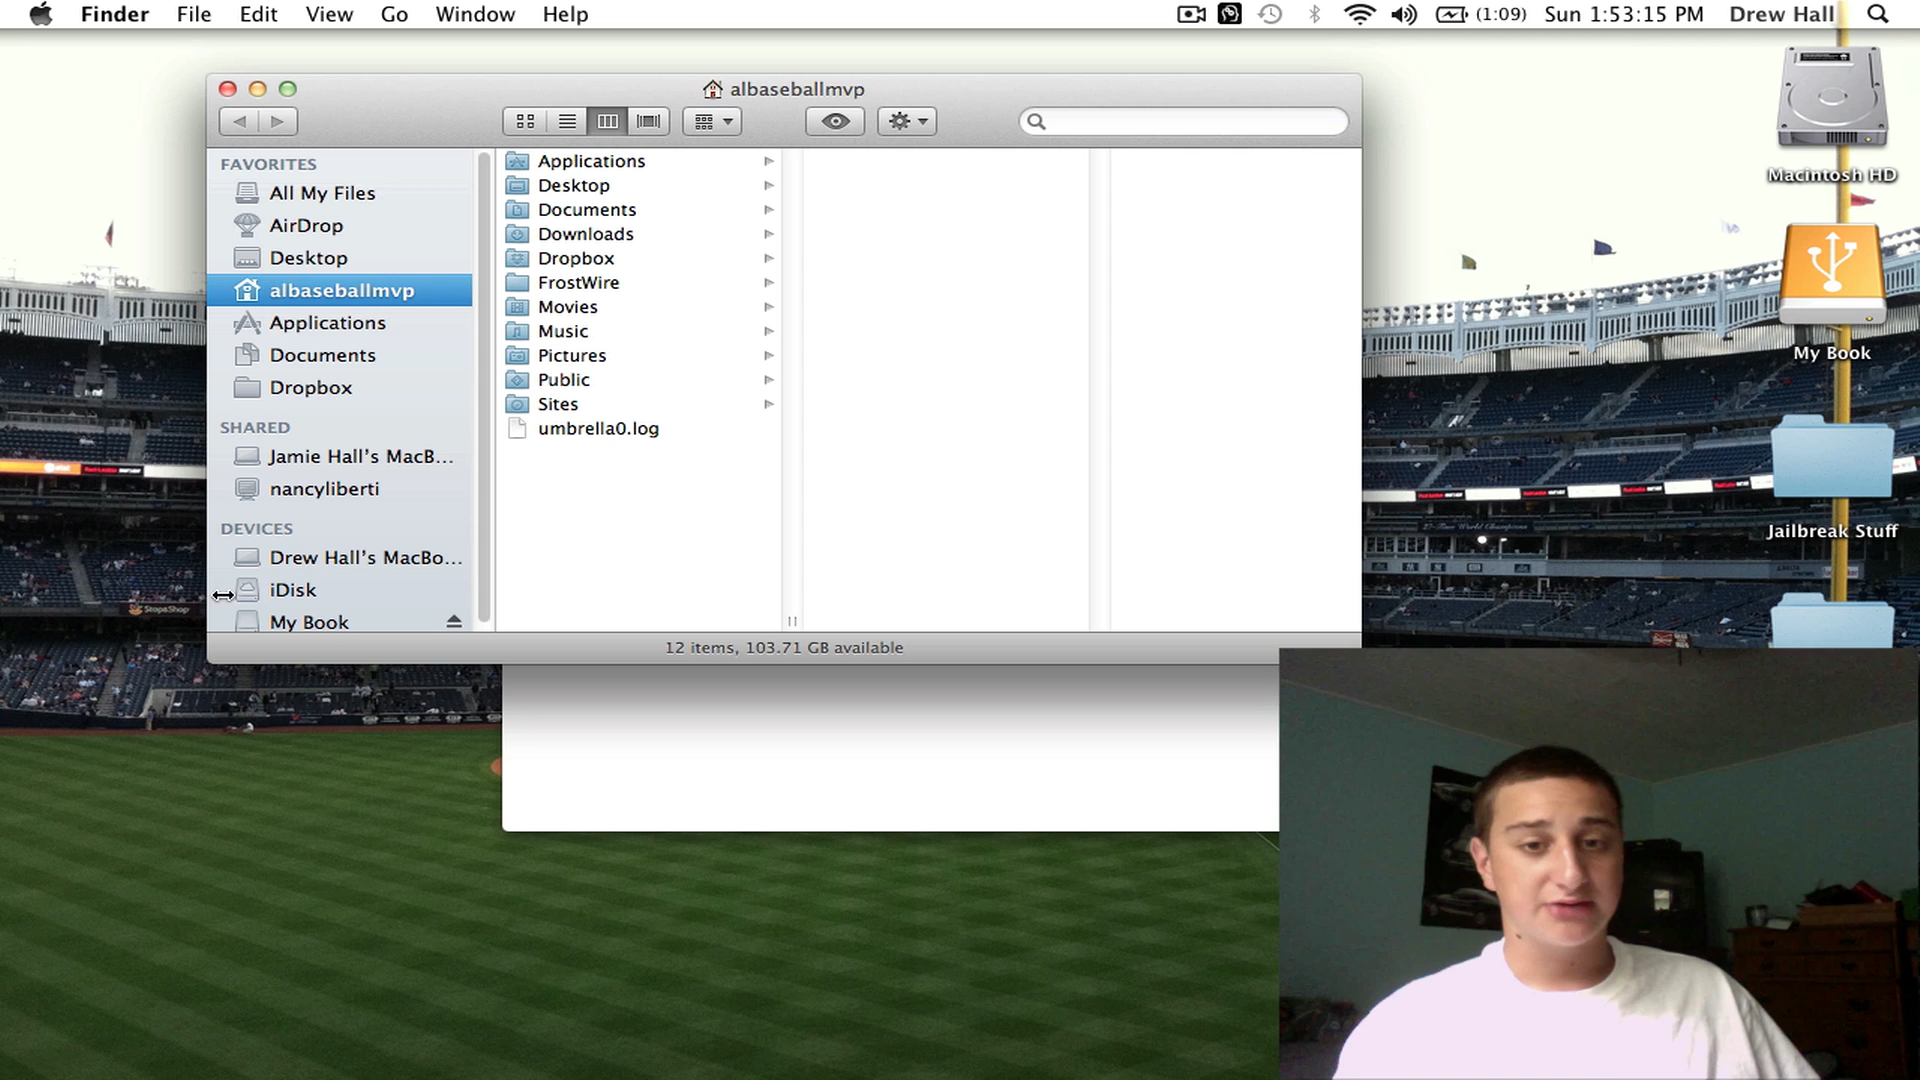 Finder File Edit View Go Window Help (1:09) Sun 1:53:15 PM Drew Hall
albaseballmvp
FAVORITES
All My Files
AirDrop
Desktop
albaseballmvp
Applications
Documents
Dropbox
SHARED
Jamie Hall's MacB...
nancyliberti
DEVICES
Drew Hall's MacBo...
iDisk
My Book
Applications
Desktop
Documents
Downloads
Dropbox
FrostWire
Movies
Music
Pictures
Public
Sites
umbrella0.log
12 items, 103.71 GB available
Macintosh HD
My Book
Jailbreak Stuff
Stop&Shop